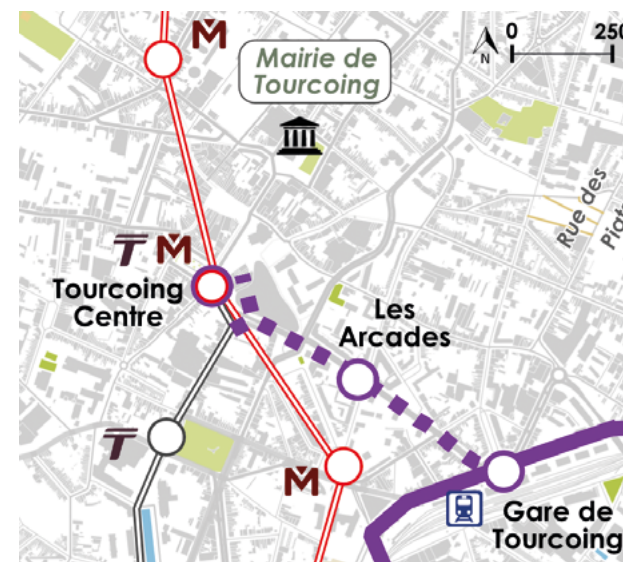 M
0 250
N
Mairie de
Tourcoing
Rue des
T M
Tourcoing
Centre
Les
Arcades
T
M
Gare de
Tourcoing